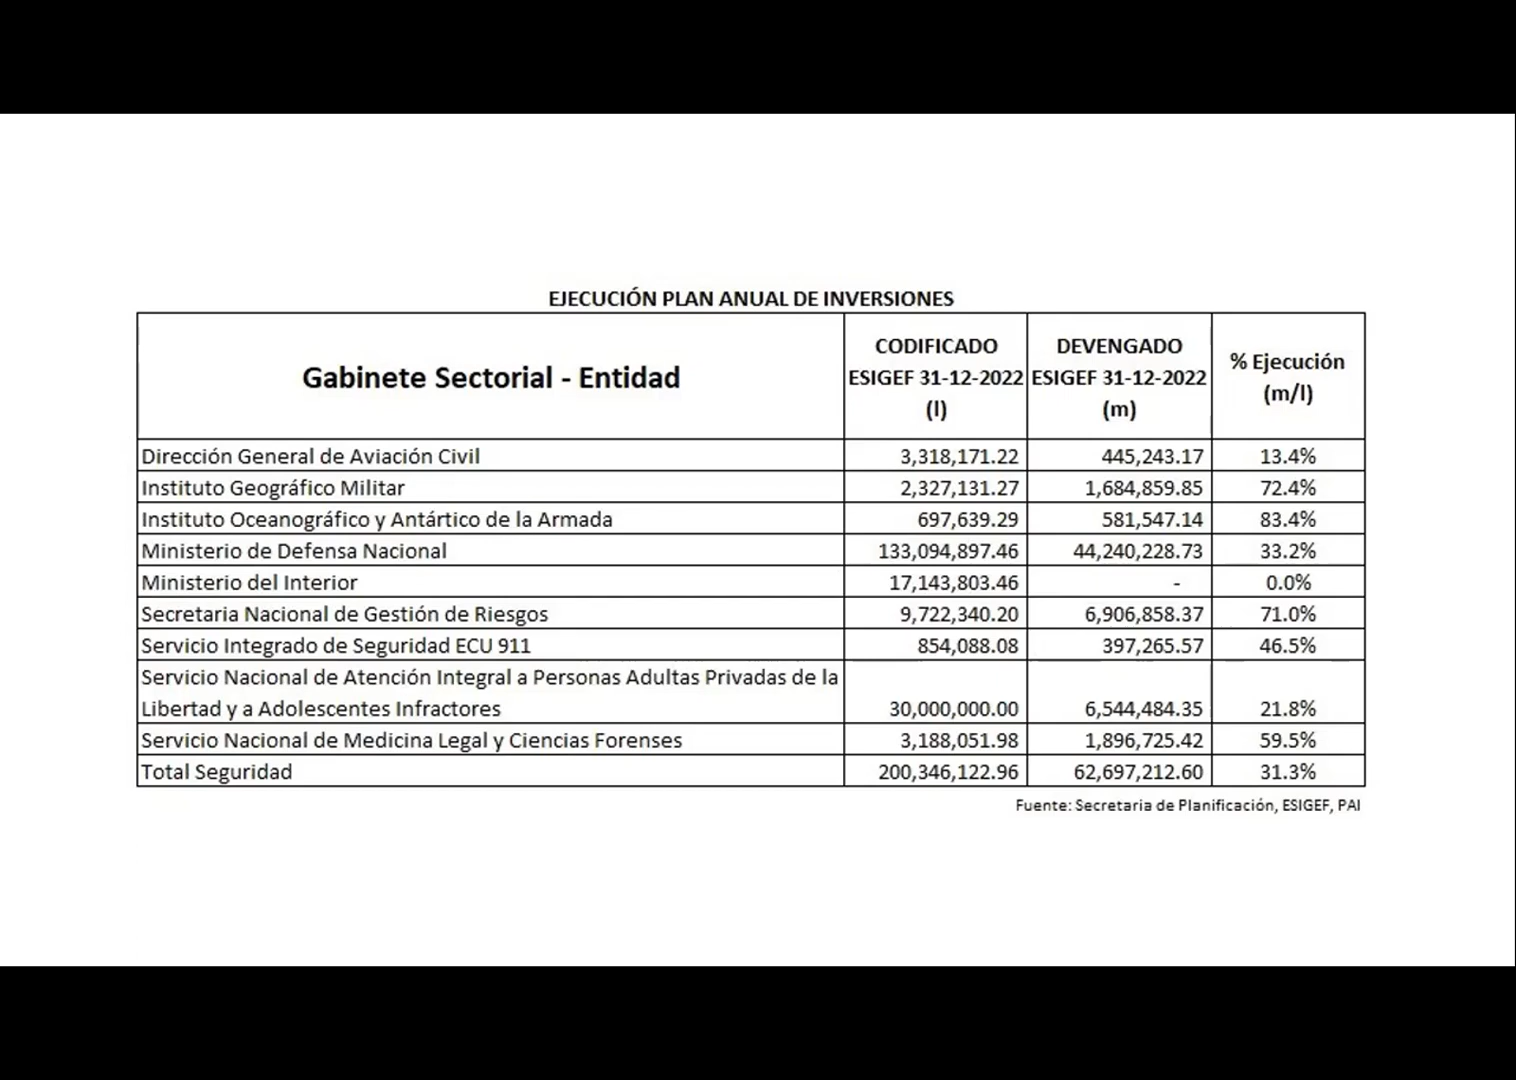 EJECUCIÓN PLAN ANUAL DE INVERSIONES
Gabinete Sectorial - Entidad
CODIFICADO
ESIGEF 31-12-2022
(l)
DEVENGADO
ESIGEF 31-12-2022
(m)
% Ejecución
(m/l)
Dirección General de Aviación Civil 3,318,171.22 445,243.17 13.4%
Instituto Geográfico Militar 2,327,131.27 1,684,859.85 72.4%
Instituto Oceanográfico y Antártico de la Armada 697,639.29 581,547.14 83.4%
Ministerio de Defensa Nacional 133,094,897.46 44,240,228.73 33.2%
Ministerio del Interior 17,143,803.46 - 0.0%
Secretaria Nacional de Gestión de Riesgos 9,722,340.20 6,906,858.37 71.0%
Servicio Integrado de Seguridad ECU 911 854,088.08 397,265.57 46.5%
Servicio Nacional de Atención Integral a Personas Adultas Privadas de la
Libertad y a Adolescentes Infractores 30,000,000.00 6,544,484.35 21.8%
Servicio Nacional de Medicina Legal y Ciencias Forenses 3,188,051.98 1,896,725.42 59.5%
Total Seguridad 200,346,122.96 62,697,212.60 31.3%
Fuente: Secretaria de Planificación, ESIGEF, PAI